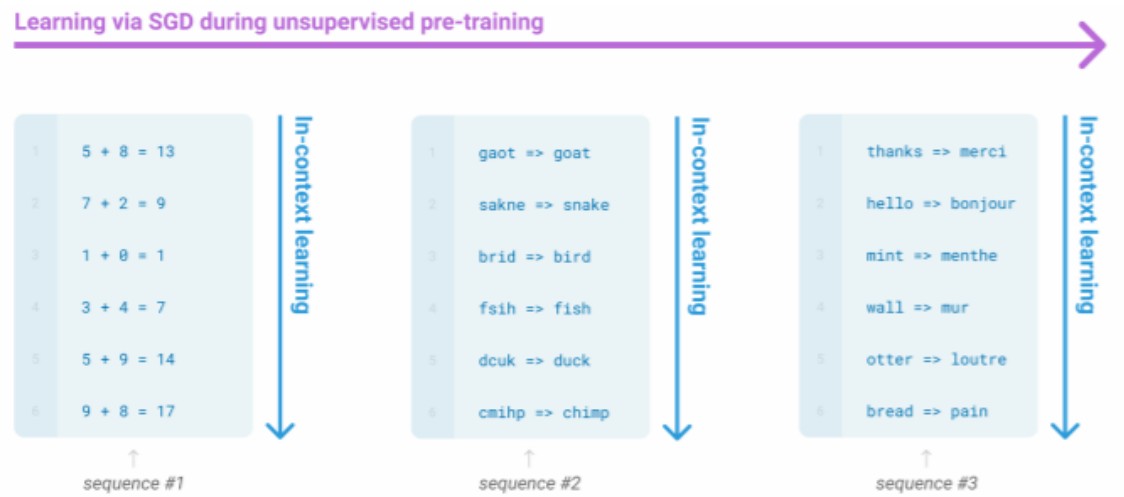 Learning via SGD during unsupervised pre-training
1 5 + 8 = 13
2 7 + 2 = 9
3 1 + 0 = 1
4 3 + 4 = 7
5 5 + 9 = 14
6 9 + 8 = 17
In-context learning
sequence #1
1 gaot => goat
2 sakne => snake
3 brid => bird
4 fsih => fish
5 dcuk => duck
6 cmihp => chimp
In-context learning
sequence #2
1 thanks => merci
2 hello => bonjour
3 mint => menthe
4 wall => mur
5 otter => loutre
6 bread => pain
In-context learning
sequence #3